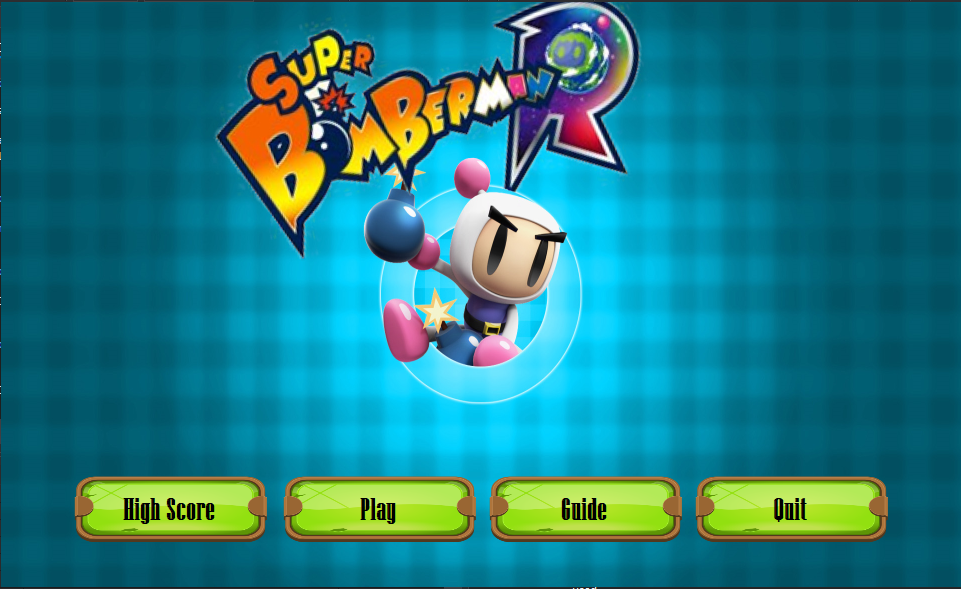 SUPER
BOMBERMAN R
High Score
Play
Guide
Quit